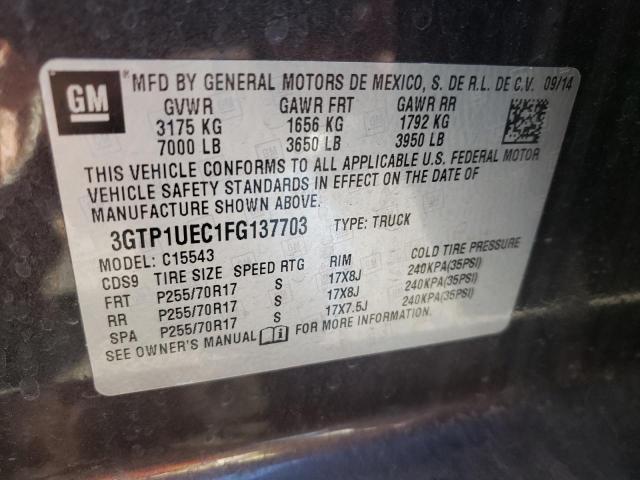 GM
MFD BY GENERAL MOTORS DE MEXICO, S. DE R.L. DE C.V. 09/14
GVWR GAWR FRT GAWR RR
3175 KG 1656 KG 1792 KG
7000 LB 3650 LB 3950 LB
THIS VEHICLE CONFORMS TO ALL APPLICABLE U.S. FEDERAL MOTOR
VEHICLE SAFETY STANDARDS IN EFFECT ON THE DATE OF
MANUFACTURE SHOWN ABOVE.
3GTP1UEC1FG137703 TYPE: TRUCK
MODEL: C15543
CDS9 TIRE SIZE SPEED RTG RIM COLD TIRE PRESSURE
FRT P255/70R17 S 17X8J 240KPA(35PSI)
RR P255/70R17 S 17X8J 240KPA(35PSI)
SPA P255/70R17 S 17X7.5J 240KPA(35PSI)
SEE OWNER'S MANUAL FOR MORE INFORMATION.